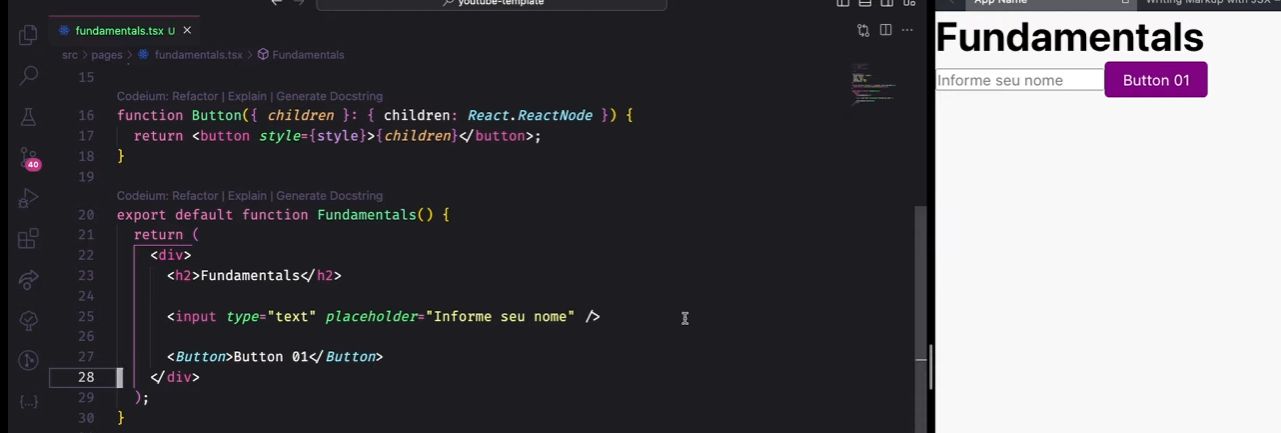 youtube-template
fundamentals.tsx U ×
src > pages > fundamentals.tsx > Fundamentals
15
Codeium: Refactor | Explain | Generate Docstring
16 function Button({ children }: { children: React.ReactNode }) {
17 return <button style={style}>{children}</button>;
18 }
19
Codeium: Refactor | Explain | Generate Docstring
20 export default function Fundamentals() {
21 return (
22 <div>
23 <h2>Fundamentals</h2>
24
25 <input type="text" placeholder="Informe seu nome" />
26
27 <Button>Button 01</Button>
28 </div>
29 );
30 }
40
{...}
App Name
Writing Markup with JSX –
Fundamentals
Informe seu nome
Button 01